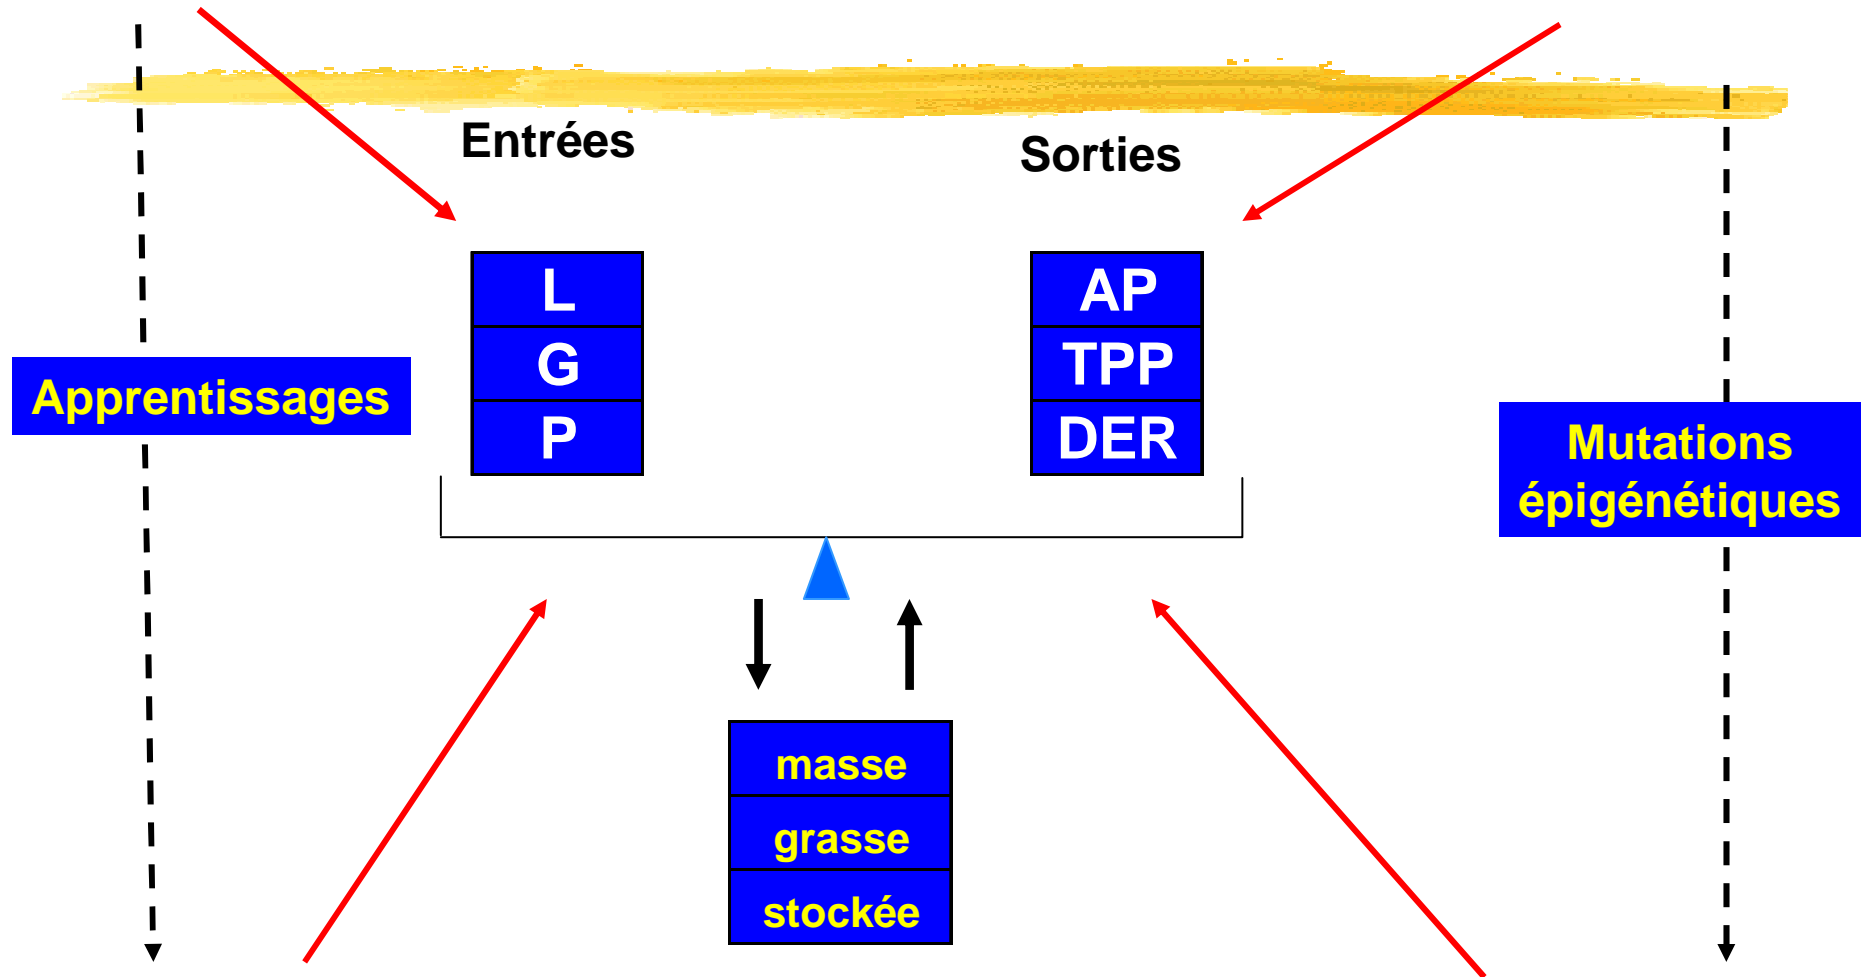 Entrées
Sorties
L
G
P
AP
TPP
DER
Apprentissages
Mutations
épigénétiques
masse
grasse
stockée